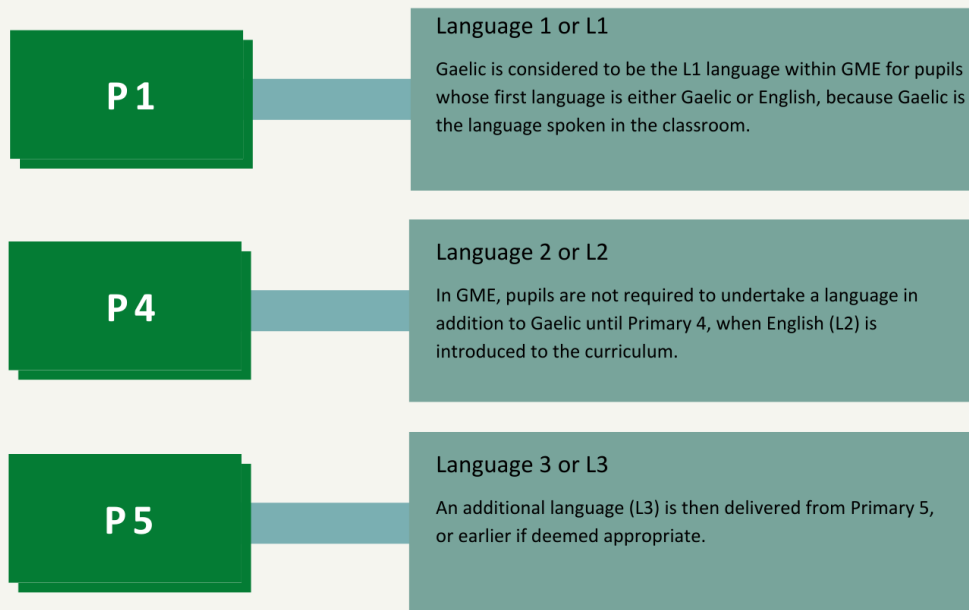 P 1
Language 1 or L1
Gaelic is considered to be the L1 language within GME for pupils
whose first language is either Gaelic or English, because Gaelic is
the language spoken in the classroom.
P 4
Language 2 or L2
In GME, pupils are not required to undertake a language in
addition to Gaelic until Primary 4, when English (L2) is
introduced to the curriculum.
P 5
Language 3 or L3
An additional language (L3) is then delivered from Primary 5,
or earlier if deemed appropriate.